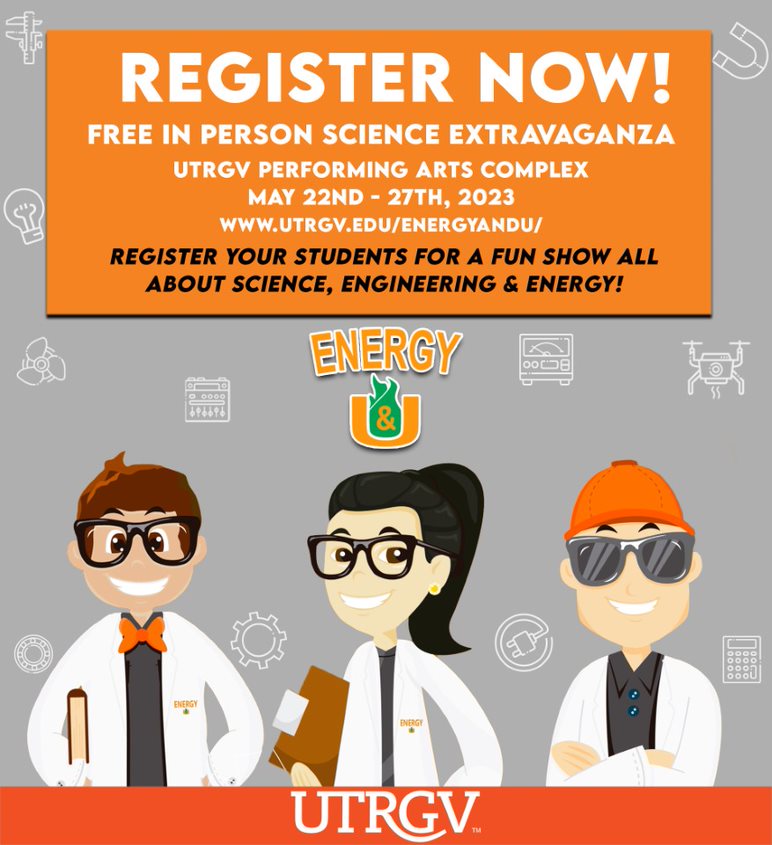 REGISTER NOW!
FREE IN PERSON SCIENCE EXTRAVAGANZA
UTRGV PERFORMING ARTS COMPLEX
MAY 22ND - 27TH, 2023
WWW.UTRGV.EDU/ENERGYANDU/
REGISTER YOUR STUDENTS FOR A FUN SHOW ALL
ABOUT SCIENCE, ENGINEERING & ENERGY!
ENERGY
&
U
ENERGY
ENERGY
UTRGV™